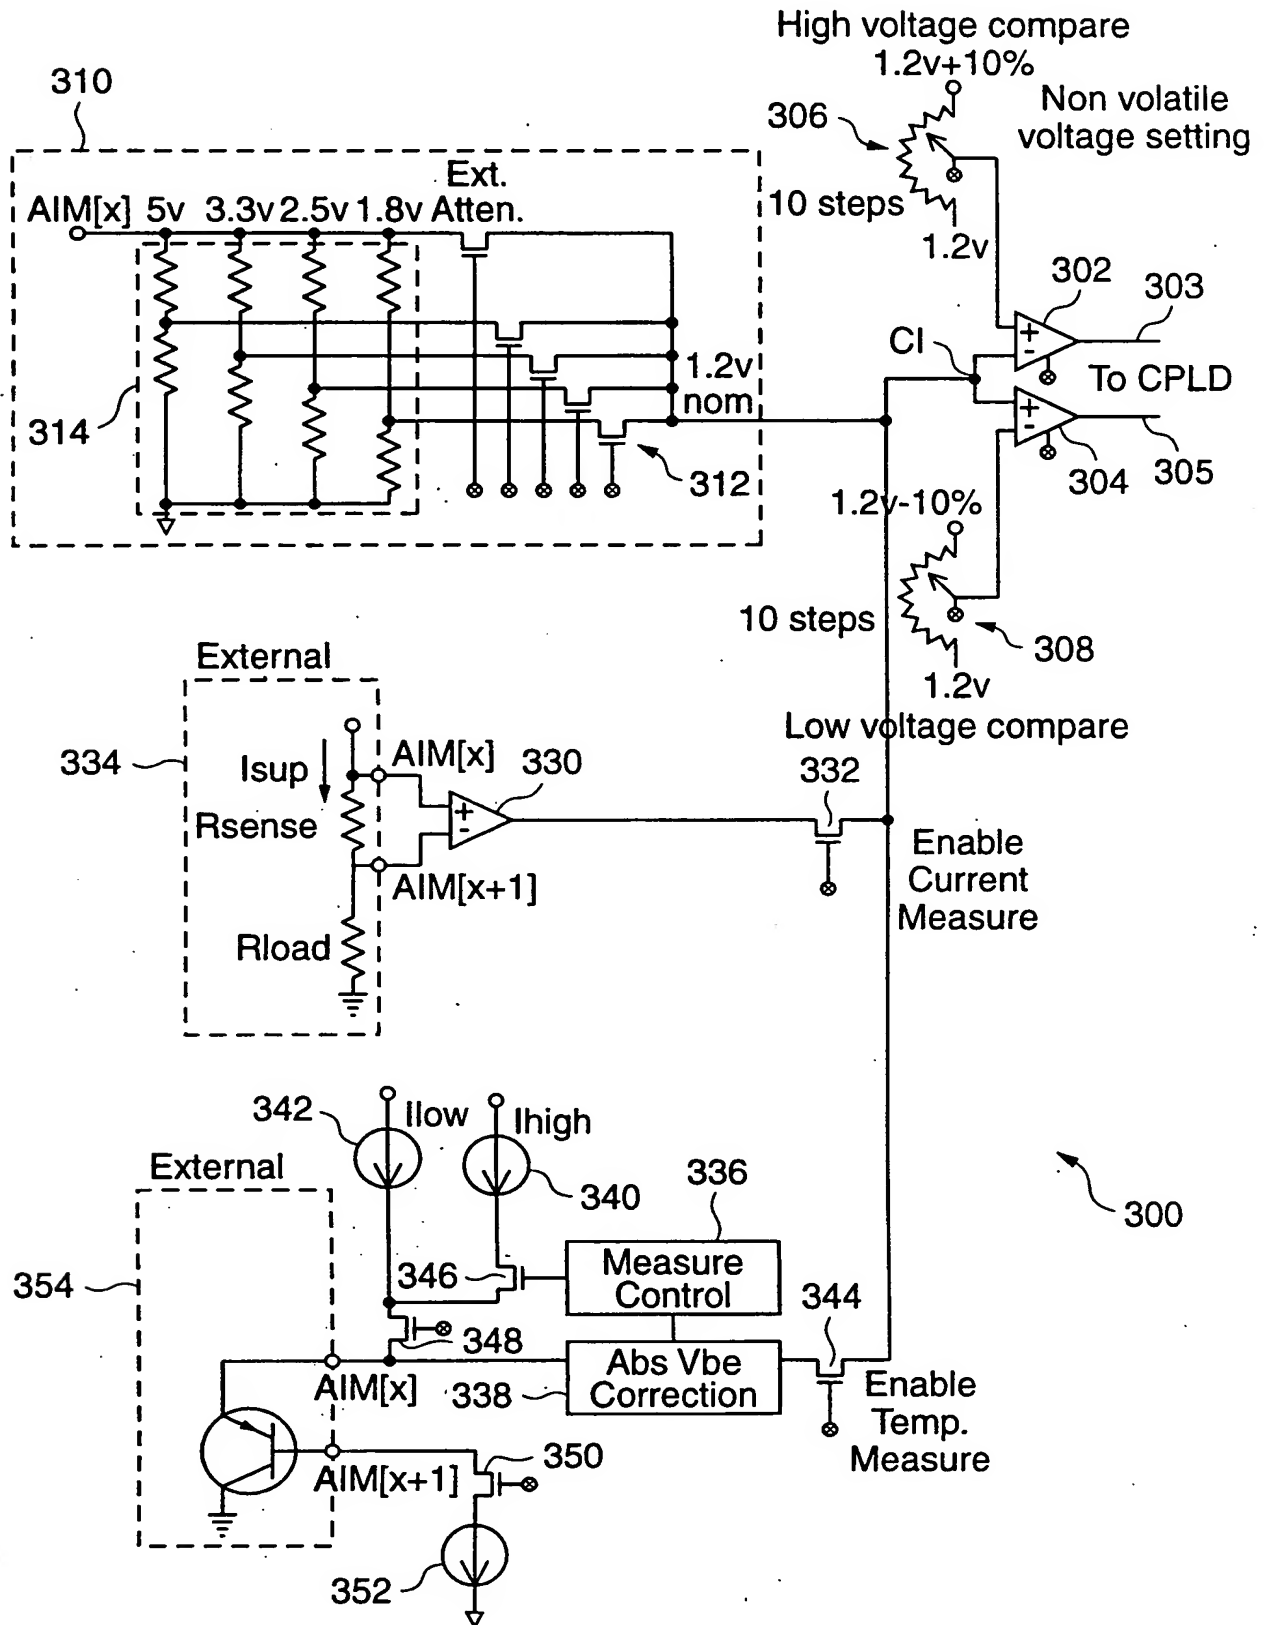 High voltage compare
1.2v+10%
310
306
Non volatile
voltage setting
Ext.
AIM[x] 5v 3.3v 2.5v 1.8v Atten.
10 steps
1.2v
302
303
+
-
CI
1.2v
nom
To CPLD
+
-
314
312
304
305
1.2v-10%
10 steps
308
External
1.2v
Low voltage compare
334
Isup
AIM[x]
330
332
+
-
Rsense
AIM[x+1]
Enable
Current
Measure
Rload
342
Ilow
Ihigh
External
340
336
300
354
346
Measure
Control
344
348
AIM[x]
338
Abs Vbe
Correction
Enable
Temp.
Measure
AIM[x+1]
350
352